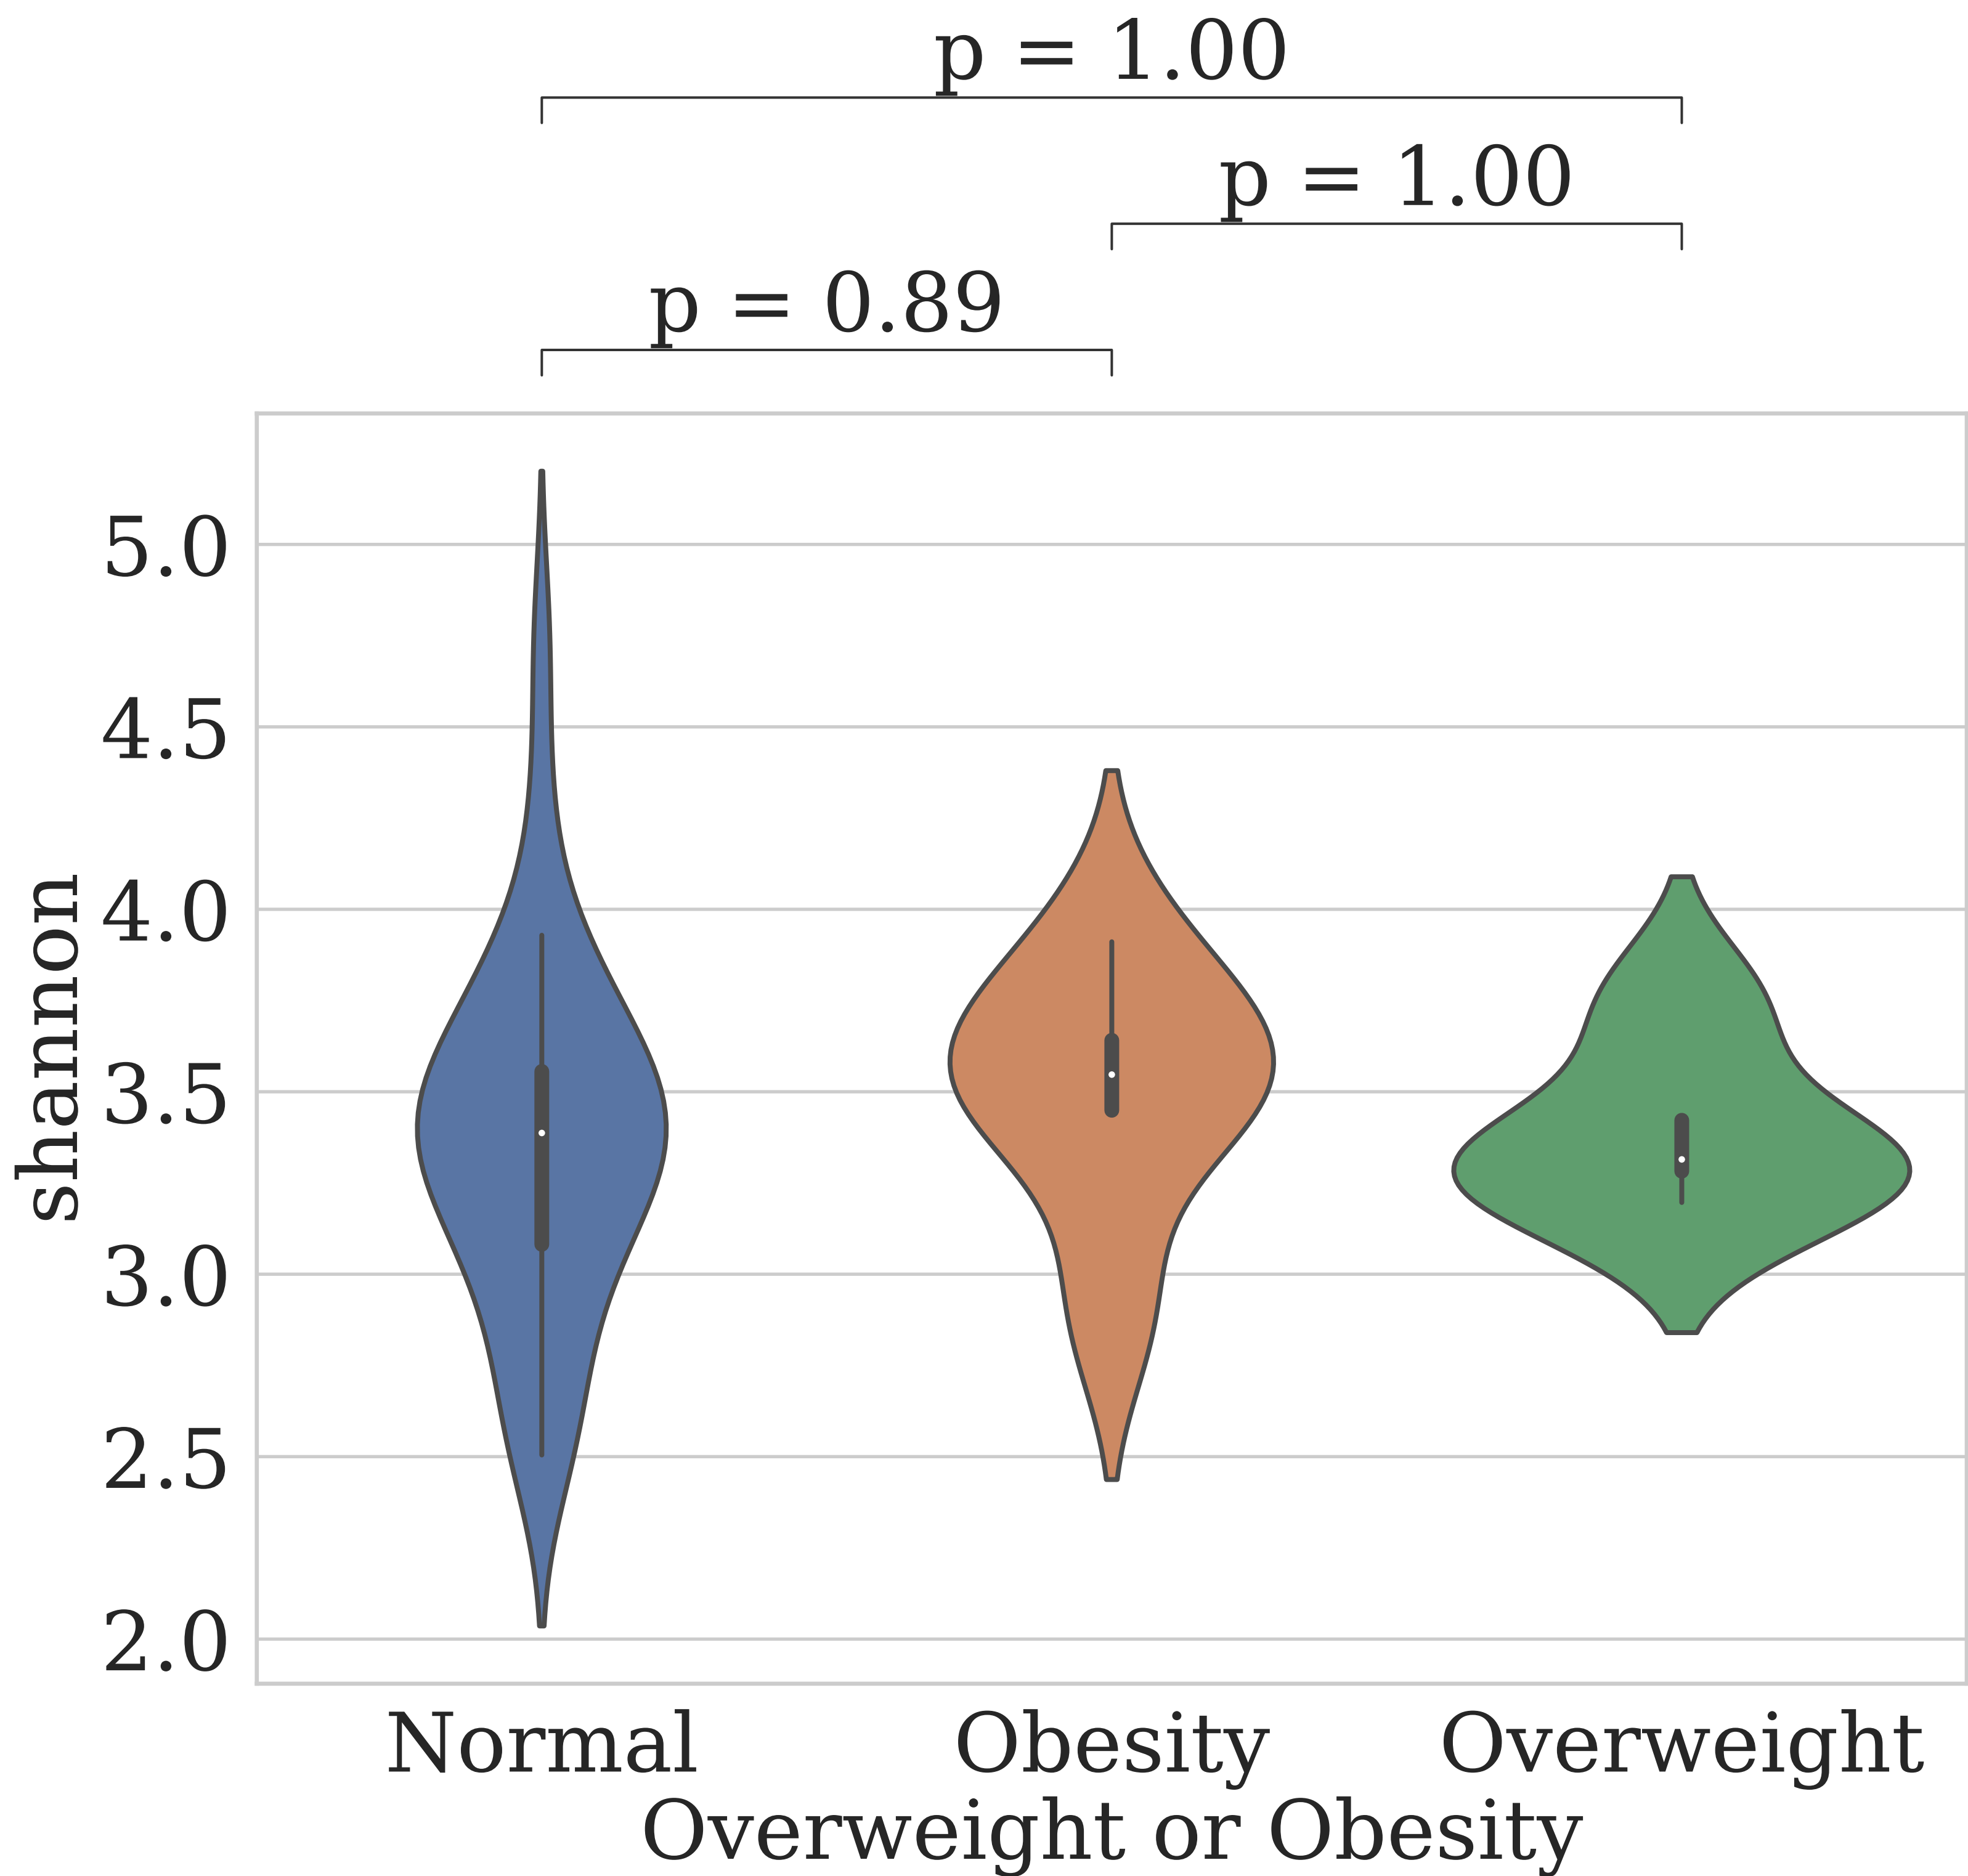 p = 1.00
p = 1.00
p = 0.89
5.0
4.5
4.0
3.5
3.0
2.5
2.0
shannon
Normal
Obesity
Overweight
Overweight or Obesity